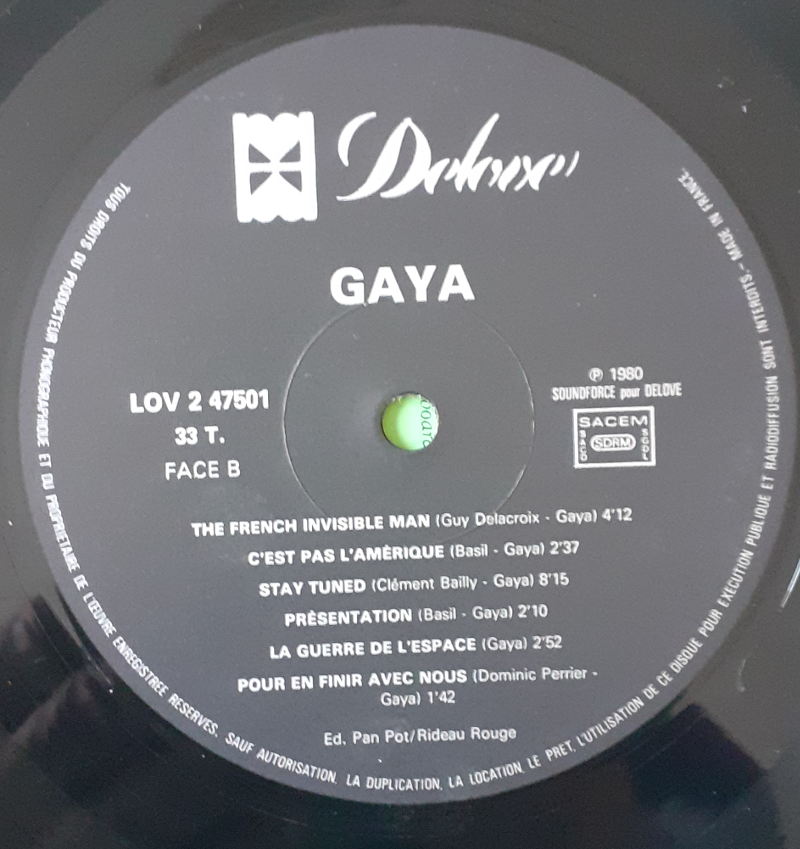 Delove
GAYA
LOV 2 47501
33 T.
FACE B
℗ 1980
SOUNDFORCE pour DELOVE
SACEM
SACD
SDRM
SGDL
THE FRENCH INVISIBLE MAN (Guy Delacroix - Gaya) 4'12
C'EST PAS L'AMÉRIQUE (Basil - Gaya) 2'37
STAY TUNED (Clément Bailly - Gaya) 8'15
PRÉSENTATION (Basil - Gaya) 2'10
LA GUERRE DE L'ESPACE (Gaya) 2'52
POUR EN FINIR AVEC NOUS (Dominic Perrier -
Gaya) 1'42
Ed. Pan Pot/Rideau Rouge
TOUS DROITS DU PRODUCTEUR PHONOGRAPHIQUE ET DU PROPRIETAIRE DE L'ŒUVRE ENREGISTREE RESERVES. SAUF AUTORISATION, LA DUPLICATION, LA LOCATION, LE PRET, L'UTILISATION DE CE DISQUE POUR EXECUTION PUBLIQUE ET RADIODIFFUSION SONT INTERDITS. - MADE IN FRANCE.